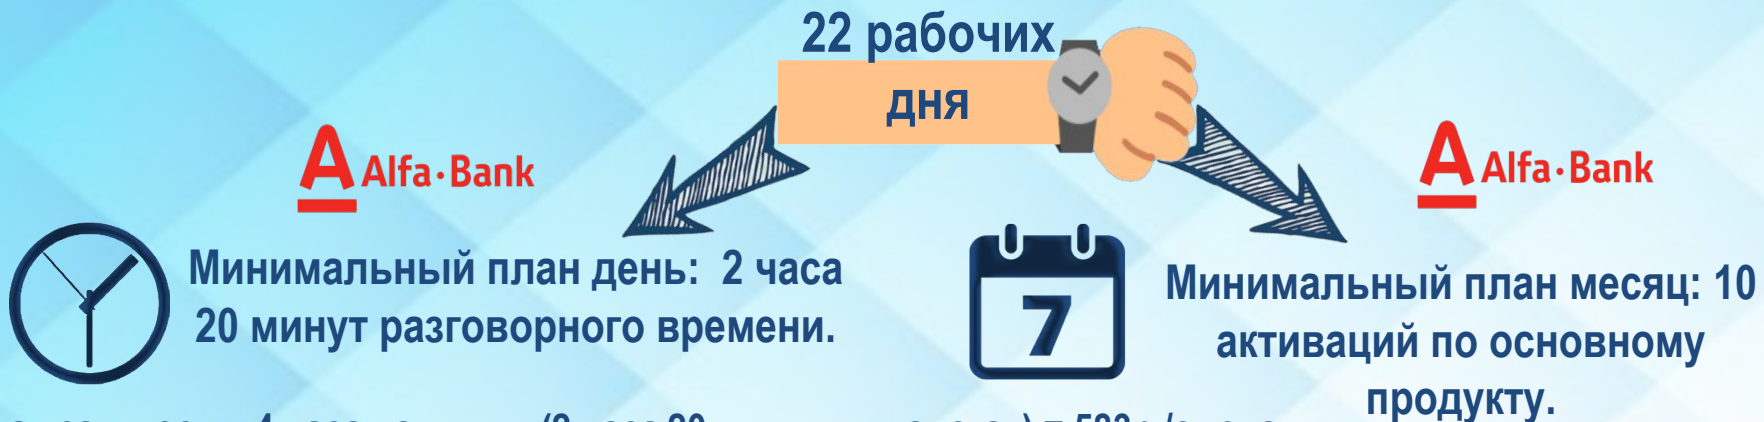 22 рабочих
дня
Alfa·Bank
Alfa·Bank
Минимальный план день: 2 часа
20 минут разговорного времени.
7
Минимальный план месяц: 10
активаций по основному
продукту.